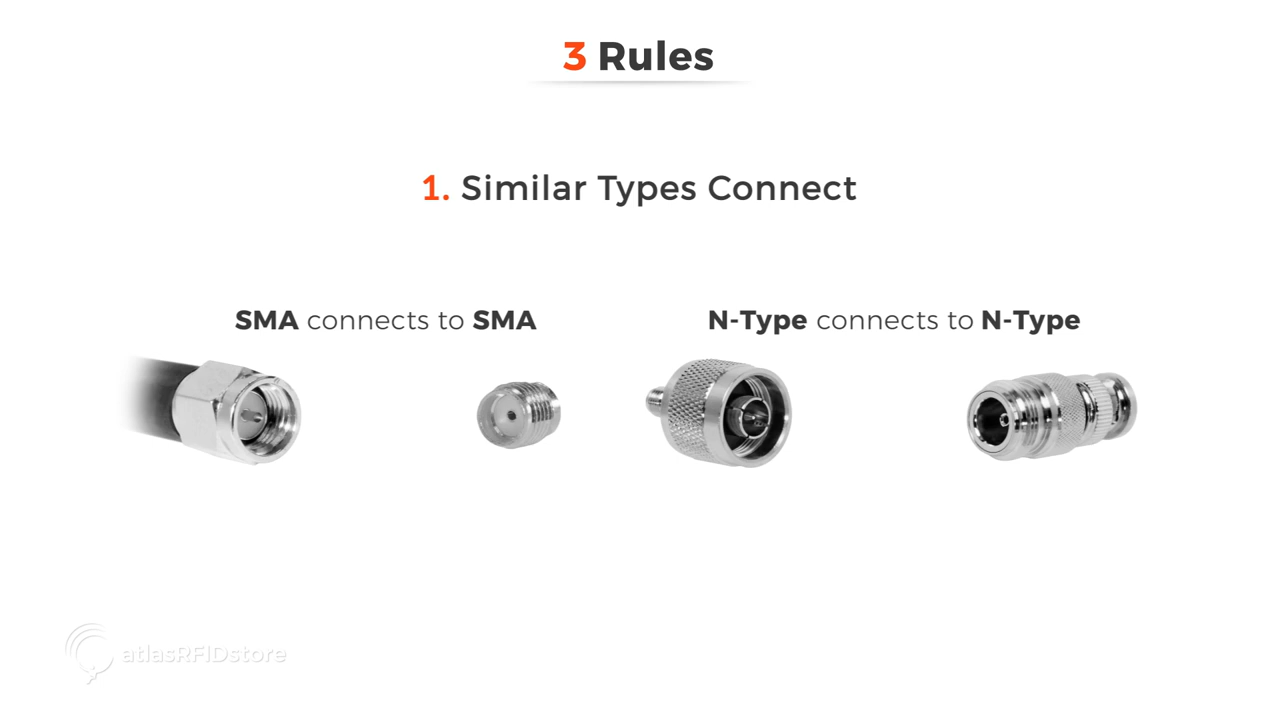 3 Rules
1. Similar Types Connect
SMA connects to SMA
N-Type connects to N-Type
atlasRFIDstore